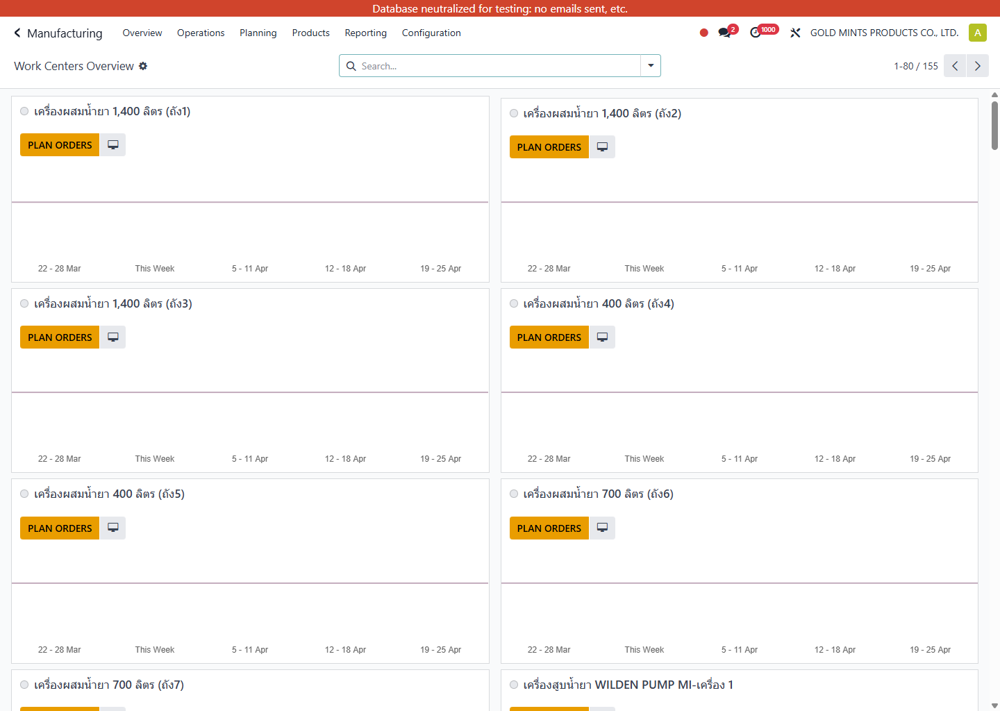 Database neutralized for testing: no emails sent, etc.
Manufacturing Overview Operations Planning Products Reporting Configuration 2 1000 GOLD MINTS PRODUCTS CO., LTD. A
Work Centers Overview Search... 1-80 / 155
เครื่องผสมน้ำยา 1,400 ลิตร (ถัง1)
PLAN ORDERS
22 - 28 Mar This Week 5 - 11 Apr 12 - 18 Apr 19 - 25 Apr
เครื่องผสมน้ำยา 1,400 ลิตร (ถัง2)
PLAN ORDERS
22 - 28 Mar This Week 5 - 11 Apr 12 - 18 Apr 19 - 25 Apr
เครื่องผสมน้ำยา 1,400 ลิตร (ถัง3)
PLAN ORDERS
22 - 28 Mar This Week 5 - 11 Apr 12 - 18 Apr 19 - 25 Apr
เครื่องผสมน้ำยา 400 ลิตร (ถัง4)
PLAN ORDERS
22 - 28 Mar This Week 5 - 11 Apr 12 - 18 Apr 19 - 25 Apr
เครื่องผสมน้ำยา 400 ลิตร (ถัง5)
PLAN ORDERS
22 - 28 Mar This Week 5 - 11 Apr 12 - 18 Apr 19 - 25 Apr
เครื่องผสมน้ำยา 700 ลิตร (ถัง6)
PLAN ORDERS
22 - 28 Mar This Week 5 - 11 Apr 12 - 18 Apr 19 - 25 Apr
เครื่องผสมน้ำยา 700 ลิตร (ถัง7)
เครื่องสูบน้ำยา WILDEN PUMP MI-เครื่อง 1